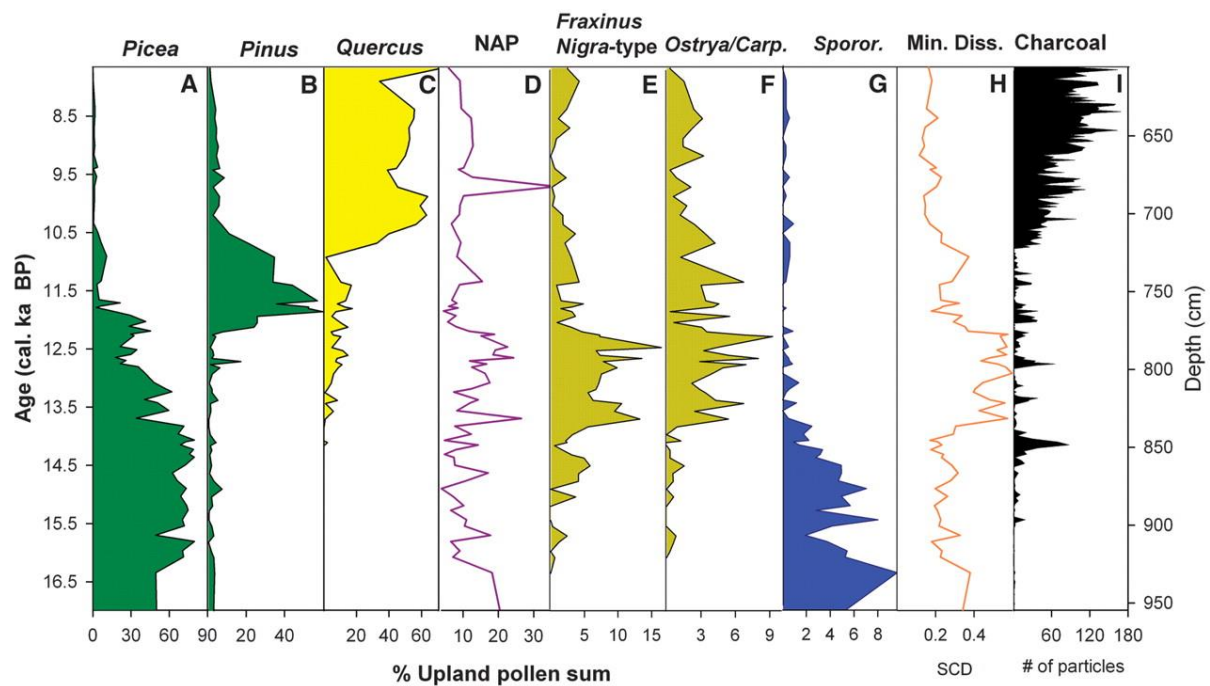 Fraxinus
Picea Pinus Quercus NAP Nigra-type Ostrya/Carp. Sporor. Min. Diss. Charcoal
A B C D E F G H I
Age (cal. ka BP)
8.5
9.5
10.5
11.5
12.5
13.5
14.5
15.5
16.5
Depth (cm)
650
700
750
800
850
900
950
0 30 60 90 20 40 20 40 60 10 20 30 5 10 15 3 6 9 2 4 6 8 0.2 0.4 60 120 180
% Upland pollen sum SCD # of particles